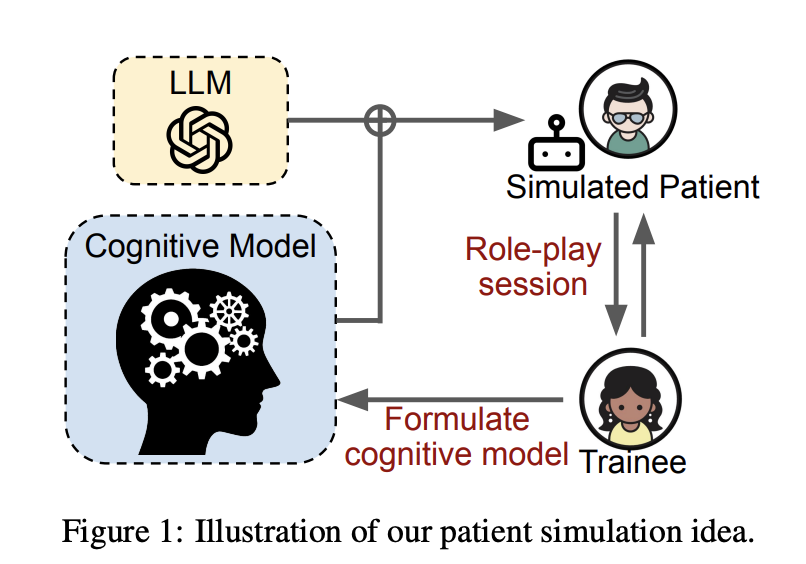 LLM
Simulated Patient
Cognitive Model
Role-play
session
Formulate
cognitive model
Trainee
Figure 1: Illustration of our patient simulation idea.